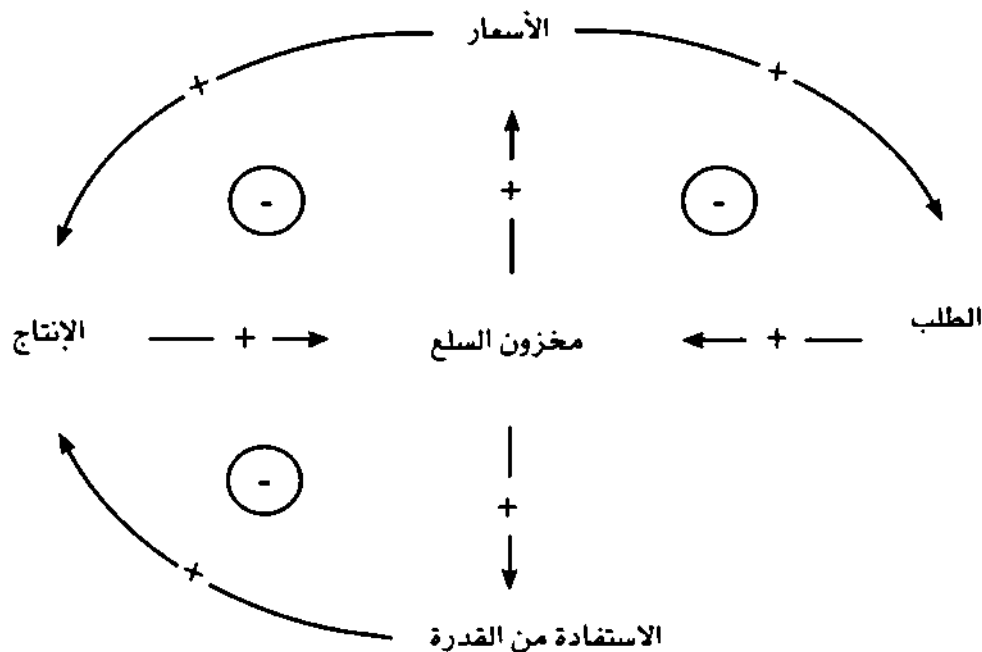 الأسعار
+
+
-
+
-
الطلب
+
مخزون السلع
+
الإنتاج
-
+
+
الاستفادة من القدرة